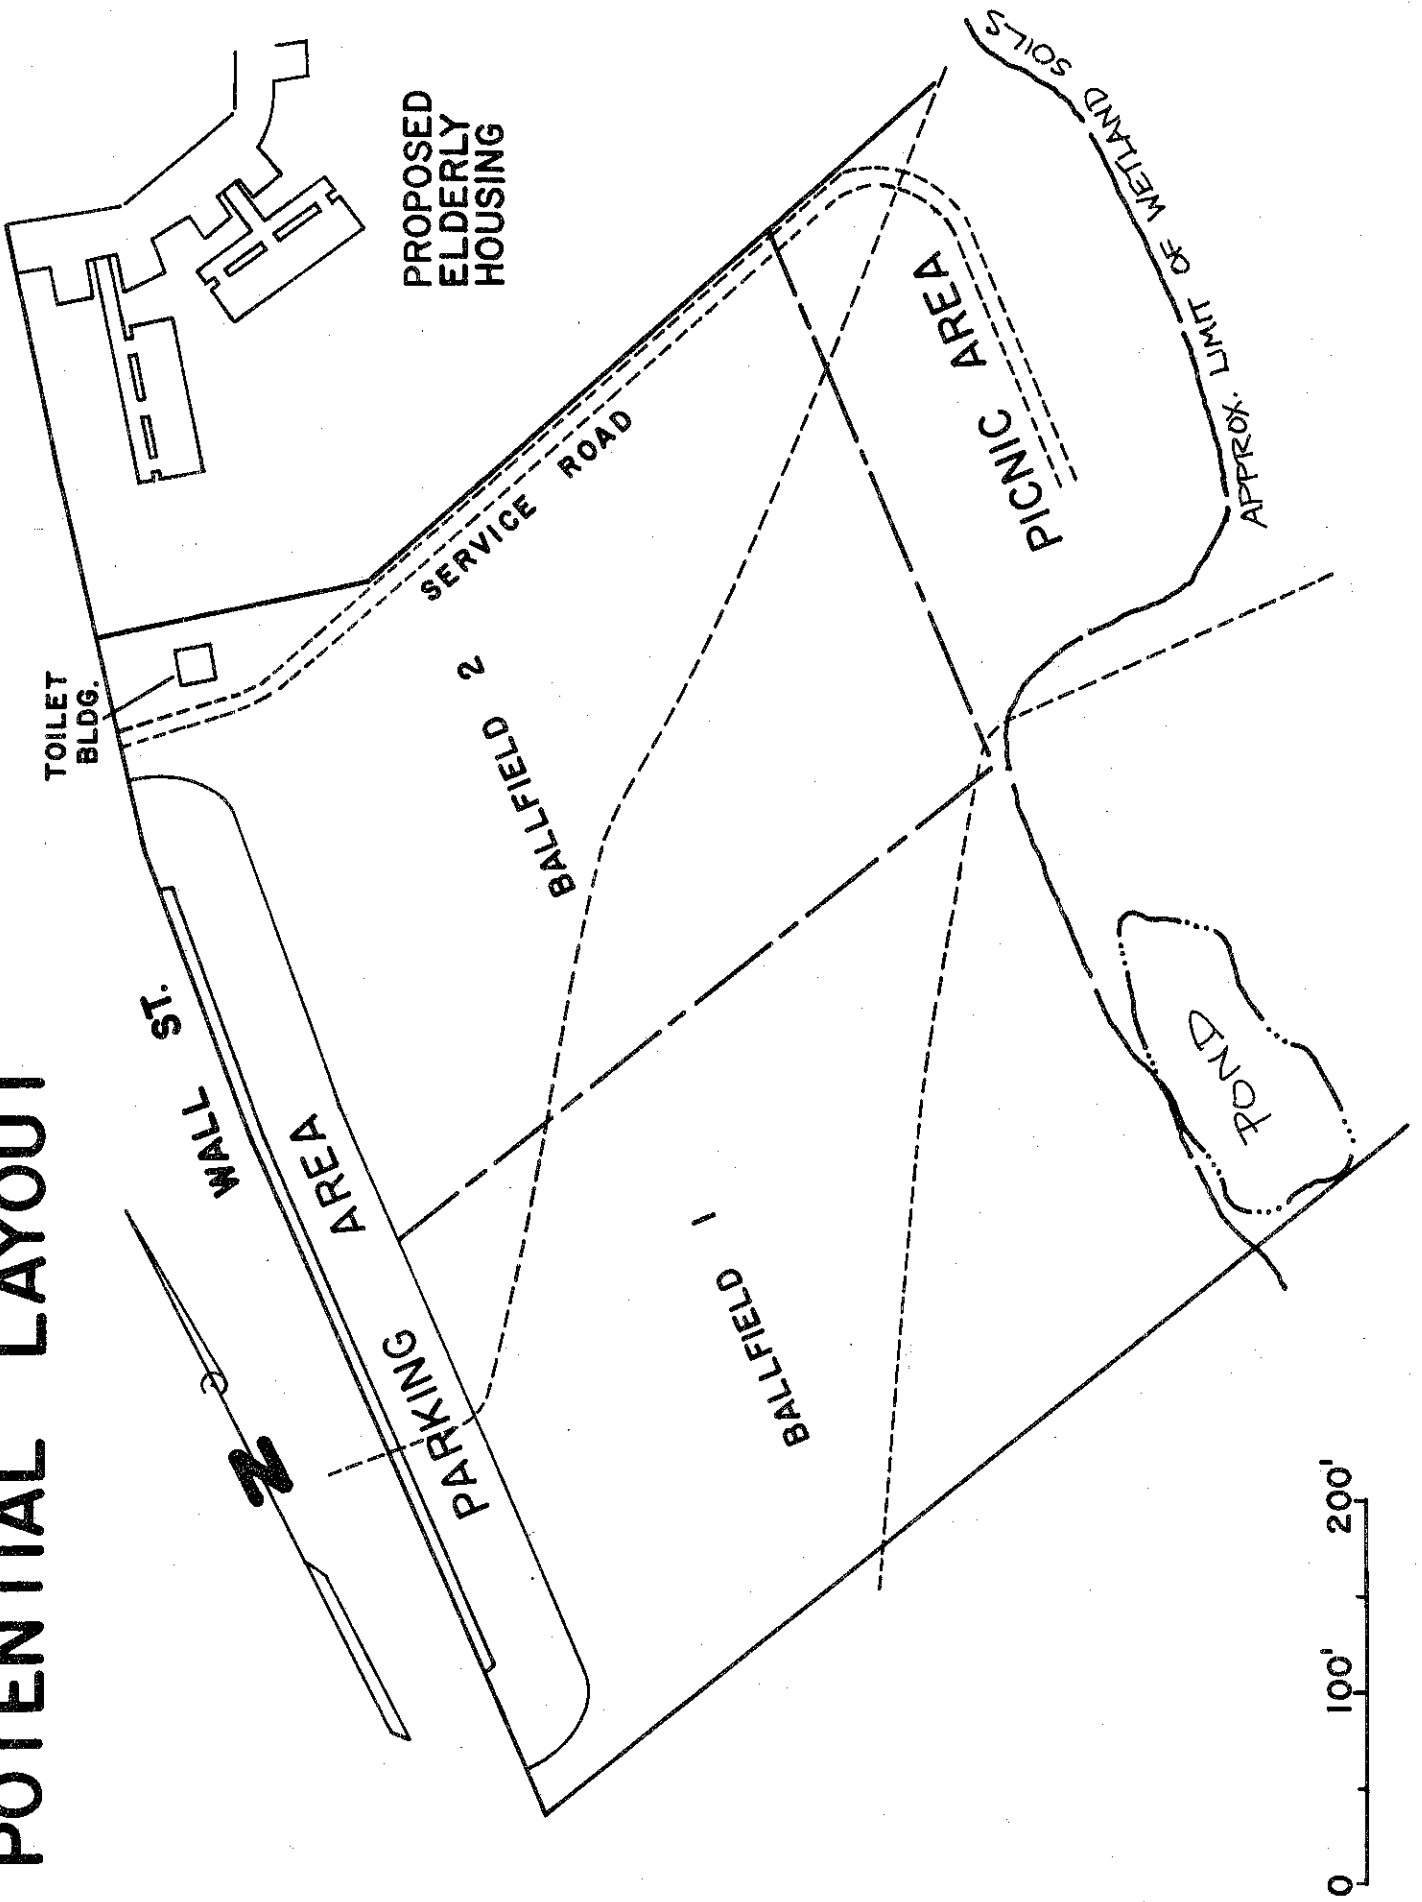 POTENTIAL LAYOUT
TOILET
BLDG.
PROPOSED
ELDERLY
HOUSING
WALL ST.
SERVICE ROAD
N
PARKING AREA
BALLFIELD 2
BALLFIELD 1
PICNIC AREA
APPROX. LIMIT OF WETLAND SOILS
POND
0 100' 200'